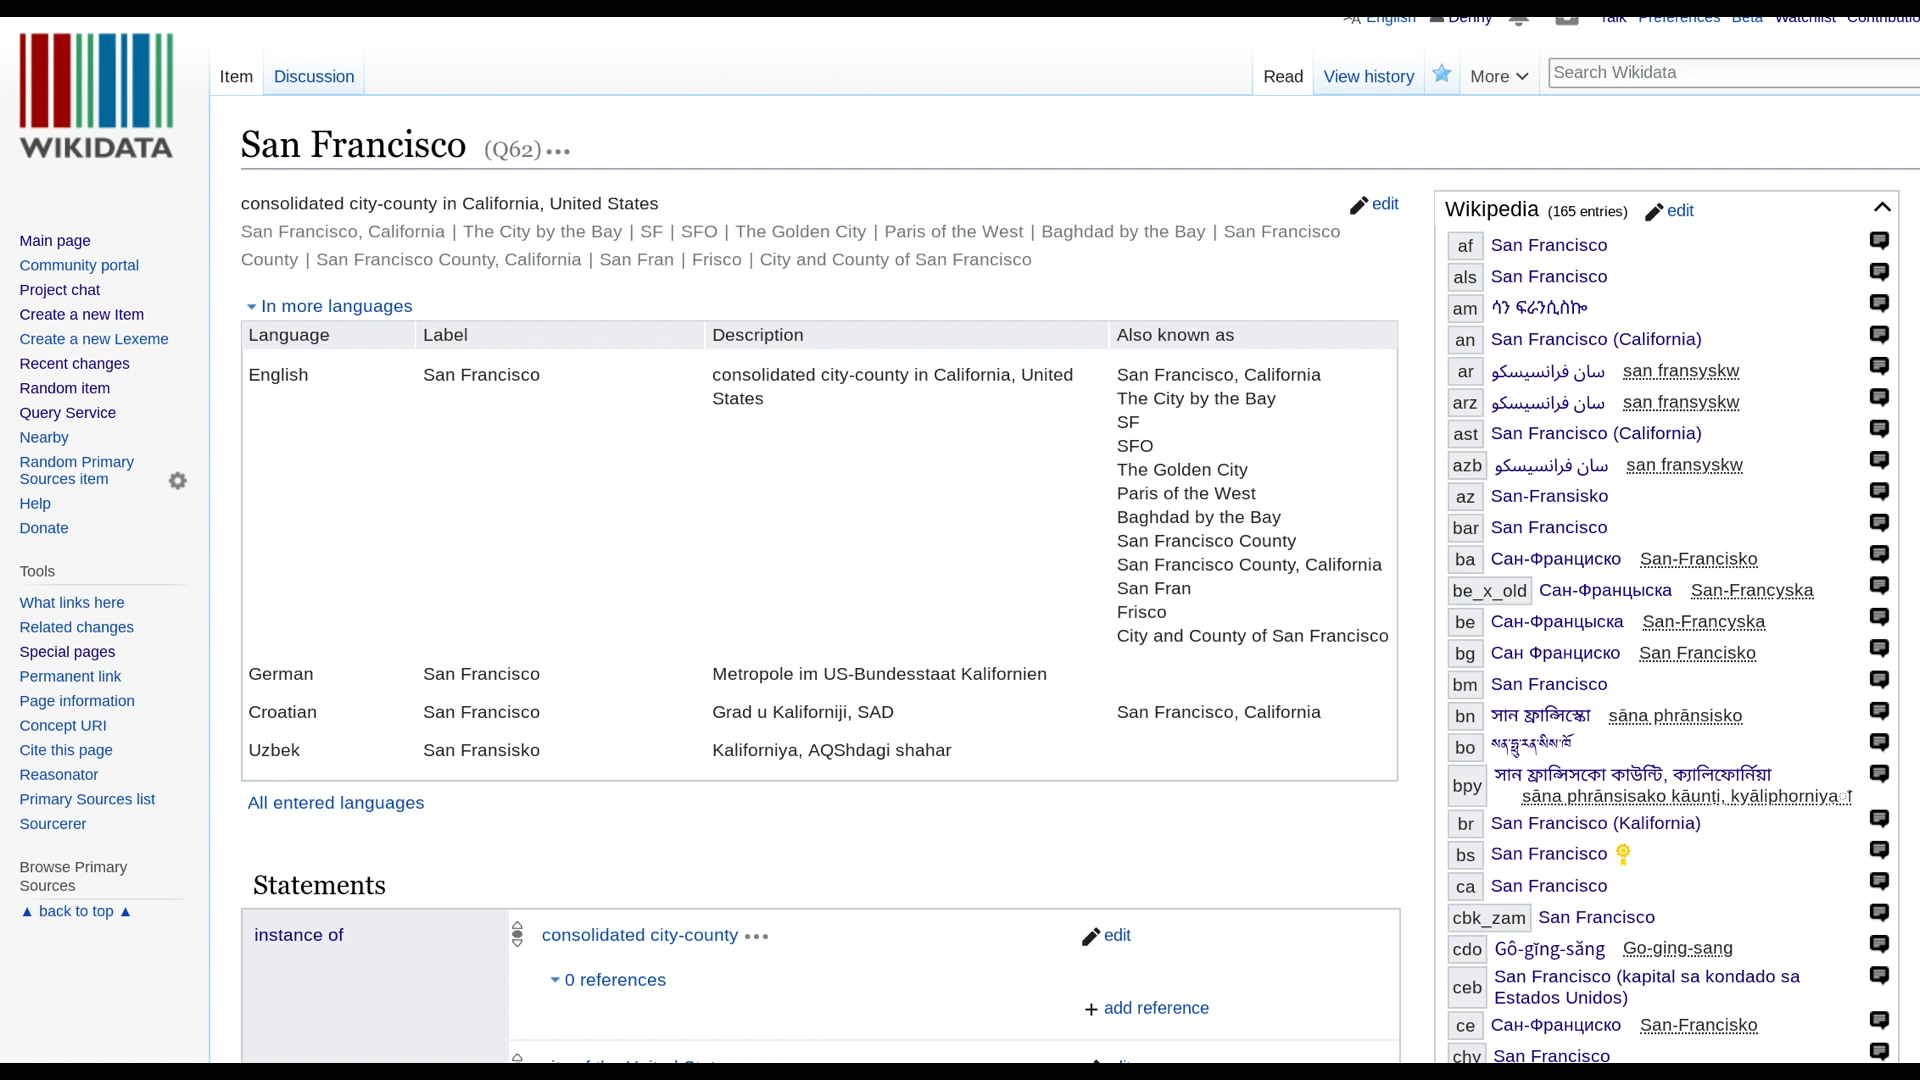 English Denny Talk Preferences Beta Watchlist
WIKIDATA
Item Discussion Read View history More Search Wikidata
San Francisco (Q62)
Main page
Community portal
Project chat
Create a new Item
Create a new Lexeme
Recent changes
Random item
Query Service
Nearby
Random Primary
Sources item
Help
Donate
Tools
What links here
Related changes
Special pages
Permanent link
Page information
Concept URI
Cite this page
Reasonator
Primary Sources list
Sourcerer
Browse Primary
Sources
▲ back to top ▲
consolidated city-county in California, United States edit
San Francisco, California | The City by the Bay | SF | SFO | The Golden City | Paris of the West | Baghdad by the Bay | San Francisco
County | San Francisco County, California | San Fran | Frisco | City and County of San Francisco
In more languages
Language Label Description Also known as
English San Francisco consolidated city-county in California, United San Francisco, California
States The City by the Bay
SF
SFO
The Golden City
Paris of the West
Baghdad by the Bay
San Francisco County
San Francisco County, California
San Fran
Frisco
City and County of San Francisco
German San Francisco Metropole im US-Bundesstaat Kalifornien
Croatian San Francisco Grad u Kaliforniji, SAD San Francisco, California
Uzbek San Fransisko Kaliforniya, AQShdagi shahar
All entered languages
Statements
instance of consolidated city-county edit
0 references
+ add reference
Wikipedia (165 entries) edit
af San Francisco
als San Francisco
am ሳን ፍራንሲስኮ
an San Francisco (California)
ar سان فرانسيسكو san fransyskw
arz سان فرانسيسكو san fransyskw
ast San Francisco (California)
azb سان فرانسیسکو san fransyskw
az San-Fransisko
bar San Francisco
ba Сан-Франциско San-Francisko
be_x_old Сан-Францыска San-Francyska
be Сан-Францыска San-Francyska
bg Сан Франциско San Francisko
bm San Francisco
bn সান ফ্রান্সিস্কো sāna phrānsisko
bo
bpy সান ফ্রান্সিসকো কাউন্টি, ক্যালিফোর্নিয়া
sāna phrānsisako kāunṭi, kyāliphorniya
br San Francisco (Kalifornia)
bs San Francisco
ca San Francisco
cbk_zam San Francisco
cdo Gô-gĭng-săng Go-ging-sang
ceb San Francisco (kapital sa kondado sa
Estados Unidos)
ce Сан-Франциско San-Francisko
chy San Francisco